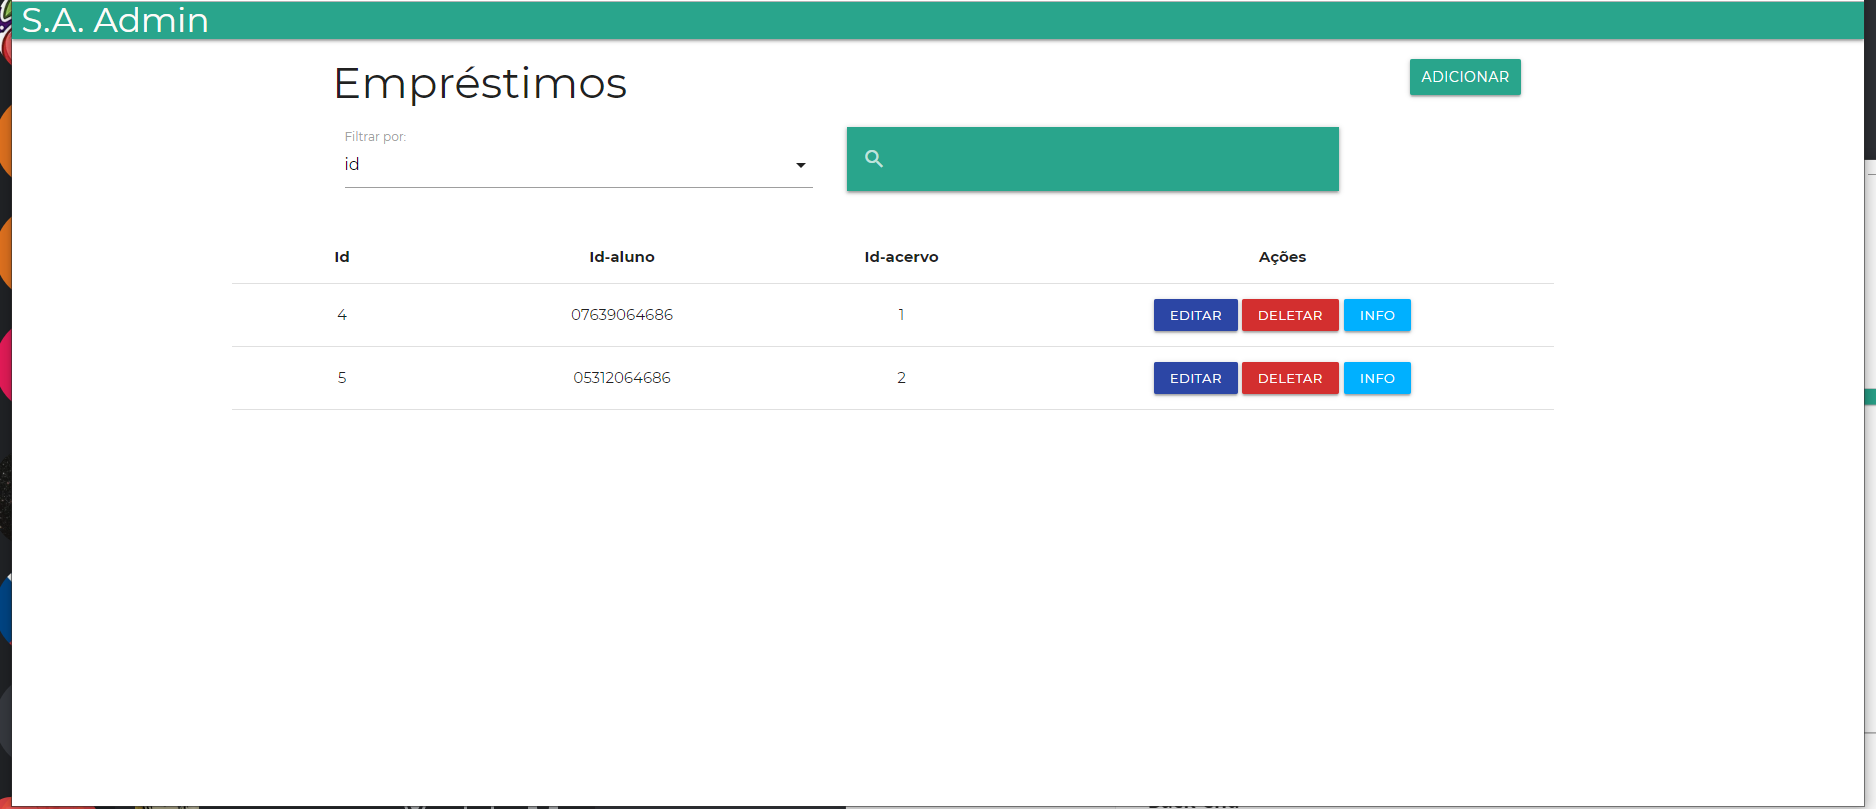 S.A. Admin
Empréstimos
ADICIONAR
Filtrar por:
id
Id Id-aluno Id-acervo Ações
4 07639064686 1 EDITAR DELETAR INFO
5 05312064686 2 EDITAR DELETAR INFO